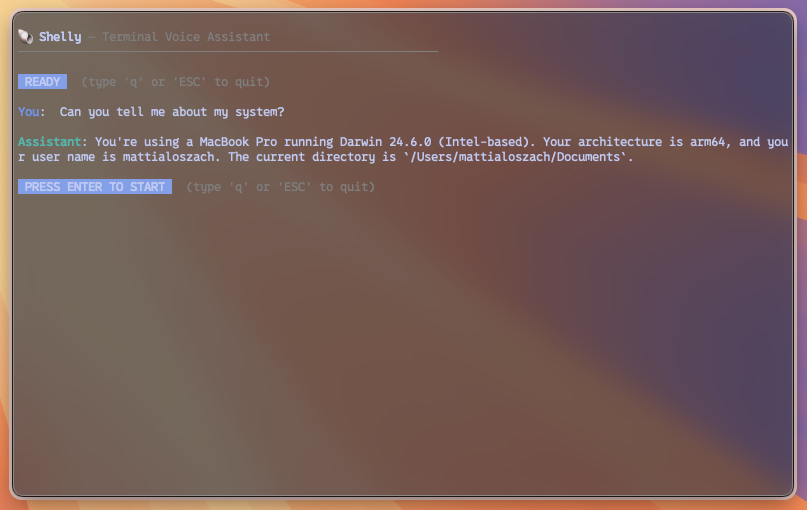 Shelly — Terminal Voice Assistant
READY (type 'q' or 'ESC' to quit)
You: Can you tell me about my system?
Assistant: You're using a MacBook Pro running Darwin 24.6.0 (Intel-based). Your architecture is arm64, and you
r user name is mattialoszach. The current directory is `/Users/mattialoszach/Documents`.
PRESS ENTER TO START (type 'q' or 'ESC' to quit)